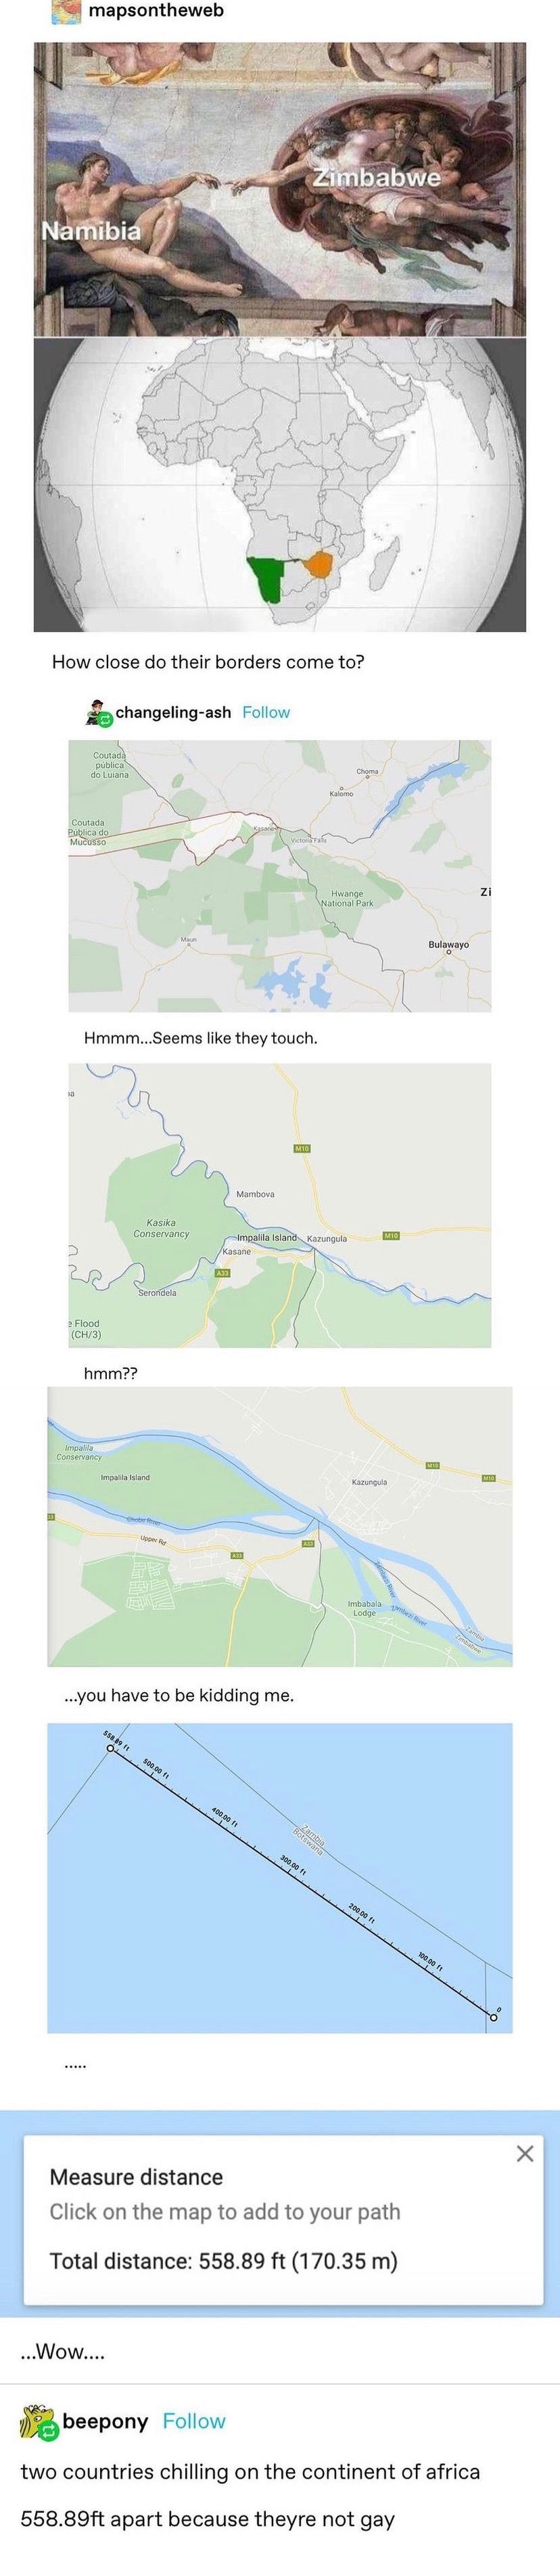 mapsontheweb
Zimbabwe
Namibia
How close do their borders come to?
changeling-ash Follow
Coutada
pública
do Luiana
Choma
Kalomo
Coutada
Pública do
Mucusso
Kasane
Victoria Falls
Hwange
National Park
Zi
Maun
Bulawayo
Hmmm...Seems like they touch.
ia
M10
Mambova
Kasika
Conservancy
Impalila Island
Kazungula
M10
Kasane
A33
Serondela
e Flood
(CH/3)
hmm??
Impalila
Conservancy
Impalila Island
M10
M10
Kazungula
Chobe River
Upper Rd
A33
A33
Imbabala
Lodge
Zambezi River
Zambezi River
Zambia
Zimbabwe
...you have to be kidding me.
558.89 ft
500.00 ft
400.00 ft
Zambia
Botswana
300.00 ft
200.00 ft
100.00 ft
0
.....
Measure distance
Click on the map to add to your path
Total distance: 558.89 ft (170.35 m)
...Wow....
beepony Follow
two countries chilling on the continent of africa
558.89ft apart because theyre not gay